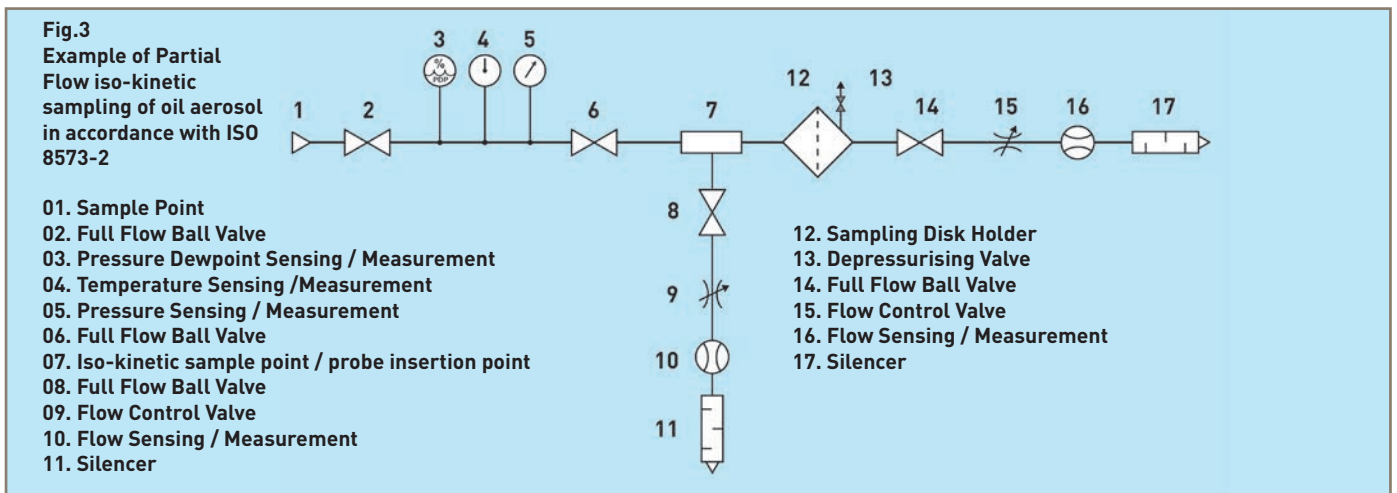 Fig.3
Example of Partial
Flow iso-kinetic
sampling of oil aerosol
in accordance with ISO
8573-2
1
2
3
4
5
6
7
8
9
10
11
12
13
14
15
16
17
%
PDP
01. Sample Point
02. Full Flow Ball Valve
03. Pressure Dewpoint Sensing / Measurement
04. Temperature Sensing /Measurement
05. Pressure Sensing / Measurement
06. Full Flow Ball Valve
07. Iso-kinetic sample point / probe insertion point
08. Full Flow Ball Valve
09. Flow Control Valve
10. Flow Sensing / Measurement
11. Silencer
12. Sampling Disk Holder
13. Depressurising Valve
14. Full Flow Ball Valve
15. Flow Control Valve
16. Flow Sensing / Measurement
17. Silencer